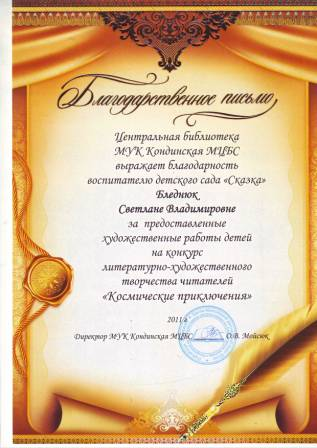 Благодарственное письмо
Центральная библиотека
МУК Кондинская МЦБС
выражает благодарность
воспитателю детского сада «Сказка»
Бледнюк
Светлане Владимировне
за предоставленные
художественные работы детей
на конкурс
литературно-художественного
творчества читателей
«Космические приключения»
2011г
Директор МУК Кондинская МЦБС О.В. Мойсюк